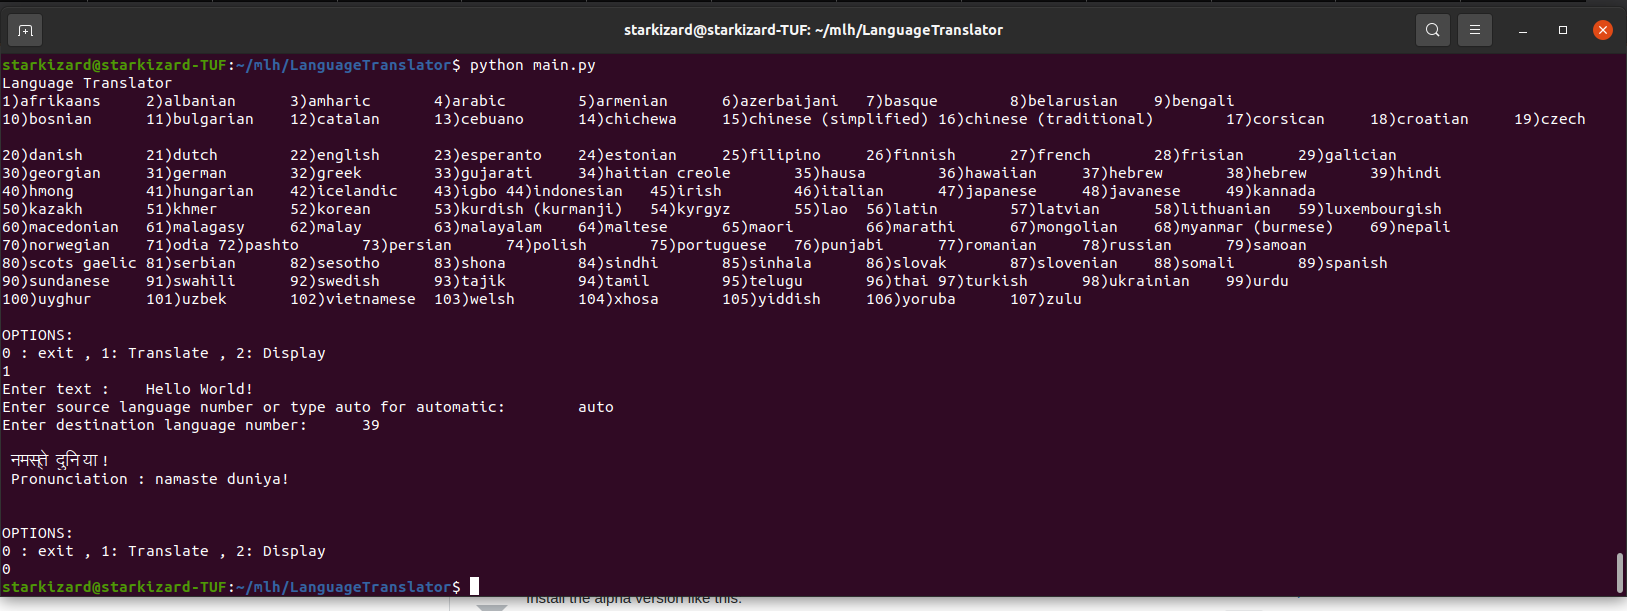 starkizard@starkizard-TUF: ~/mlh/LanguageTranslator
starkizard@starkizard-TUF:~/mlh/LanguageTranslator$ python main.py
Language Translator
1)afrikaans 2)albanian 3)amharic 4)arabic 5)armenian 6)azerbaijani 7)basque 8)belarusian 9)bengali
10)bosnian 11)bulgarian 12)catalan 13)cebuano 14)chichewa 15)chinese (simplified) 16)chinese (traditional) 17)corsican 18)croatian 19)czech
20)danish 21)dutch 22)english 23)esperanto 24)estonian 25)filipino 26)finnish 27)french 28)frisian 29)galician
30)georgian 31)german 32)greek 33)gujarati 34)haitian creole 35)hausa 36)hawaiian 37)hebrew 38)hebrew 39)hindi
40)hmong 41)hungarian 42)icelandic 43)igbo 44)indonesian 45)irish 46)italian 47)japanese 48)javanese 49)kannada
50)kazakh 51)khmer 52)korean 53)kurdish (kurmanji) 54)kyrgyz 55)lao 56)latin 57)latvian 58)lithuanian 59)luxembourgish
60)macedonian 61)malagasy 62)malay 63)malayalam 64)maltese 65)maori 66)marathi 67)mongolian 68)myanmar (burmese) 69)nepali
70)norwegian 71)odia 72)pashto 73)persian 74)polish 75)portuguese 76)punjabi 77)romanian 78)russian 79)samoan
80)scots gaelic 81)serbian 82)sesotho 83)shona 84)sindhi 85)sinhala 86)slovak 87)slovenian 88)somali 89)spanish
90)sundanese 91)swahili 92)swedish 93)tajik 94)tamil 95)telugu 96)thai 97)turkish 98)ukrainian 99)urdu
100)uyghur 101)uzbek 102)vietnamese 103)welsh 104)xhosa 105)yiddish 106)yoruba 107)zulu
OPTIONS:
0 : exit , 1: Translate , 2: Display
1
Enter text : Hello World!
Enter source language number or type auto for automatic: auto
Enter destination language number: 39
नमस्ते दुनिया!
Pronunciation : namaste duniya!
OPTIONS:
0 : exit , 1: Translate , 2: Display
0
starkizard@starkizard-TUF:~/mlh/LanguageTranslator$
Install the alpha version like this: